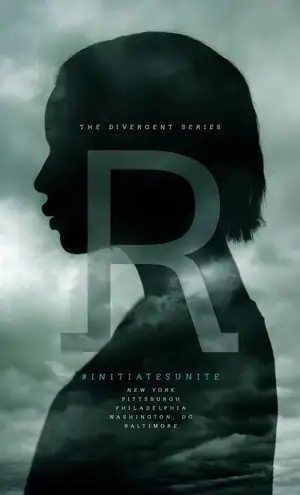 THE DIVERGENT SERIES
R
#INITIATESUNITE
NEW YORK
PITTSBURGH
PHILADELPHIA
WASHINGTON, DC
BALTIMORE